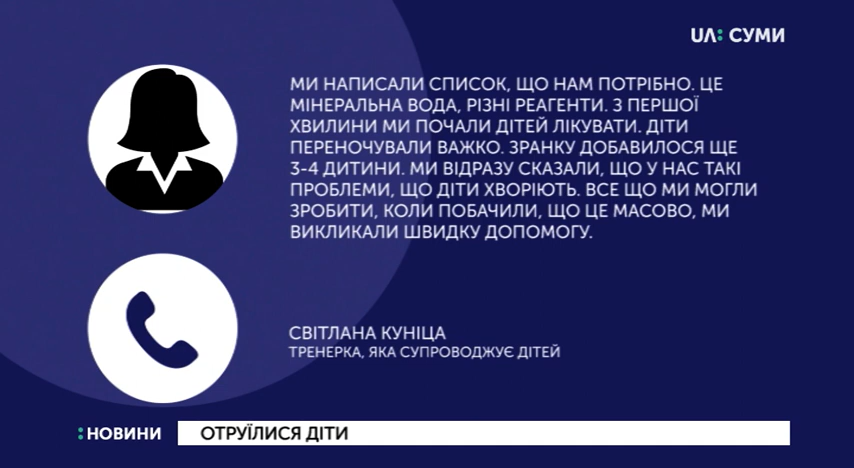 UA: СУМИ
МИ НАПИСАЛИ СПИСОК, ЩО НАМ ПОТРІБНО. ЦЕ
МІНЕРАЛЬНА ВОДА, РІЗНІ РЕАГЕНТИ. З ПЕРШОЇ
ХВИЛИНИ МИ ПОЧАЛИ ДІТЕЙ ЛІКУВАТИ. ДІТИ
ПЕРЕНОЧУВАЛИ ВАЖКО. ЗРАНКУ ДОБАВИЛОСЯ ЩЕ
3-4 ДИТИНИ. МИ ВІДРАЗУ СКАЗАЛИ, ЩО У НАС ТАКІ
ПРОБЛЕМИ, ЩО ДІТИ ХВОРІЮТЬ. ВСЕ ЩО МИ МОГЛИ
ЗРОБИТИ, КОЛИ ПОБАЧИЛИ, ЩО ЦЕ МАСОВО, МИ
ВИКЛИКАЛИ ШВИДКУ ДОПОМОГУ.
СВІТЛАНА КУНІЦА
ТРЕНЕРКА, ЯКА СУПРОВОДЖУЄ ДІТЕЙ
:НОВИНИ
ОТРУЇЛИСЯ ДІТИ